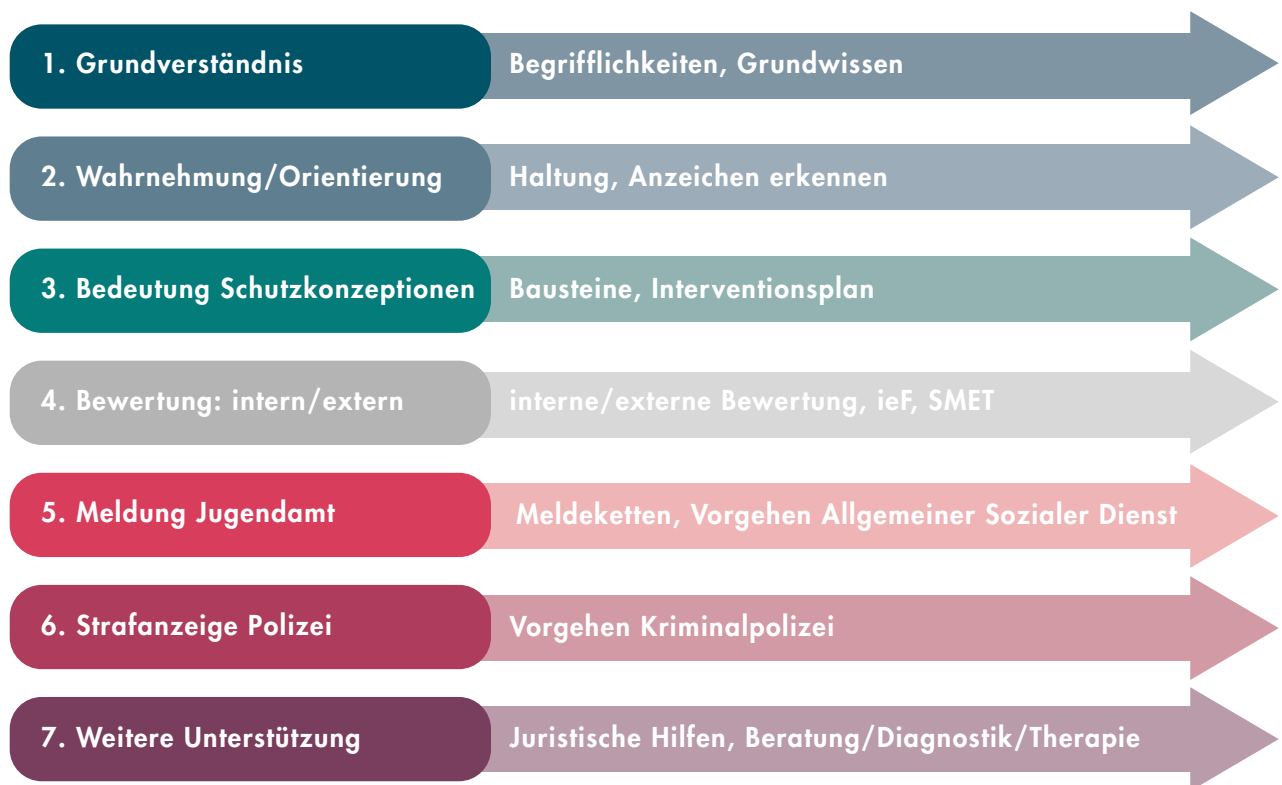 1. Grundverständnis
Begrifflichkeiten, Grundwissen
2. Wahrnehmung/Orientierung
Haltung, Anzeichen erkennen
3. Bedeutung Schutzkonzeptionen
Bausteine, Interventionsplan
4. Bewertung: intern/extern
interne/externe Bewertung, ieF, SMET
5. Meldung Jugendamt
Meldeketten, Vorgehen Allgemeiner Sozialer Dienst
6. Strafanzeige Polizei
Vorgehen Kriminalpolizei
7. Weitere Unterstützung
Juristische Hilfen, Beratung/Diagnostik/Therapie